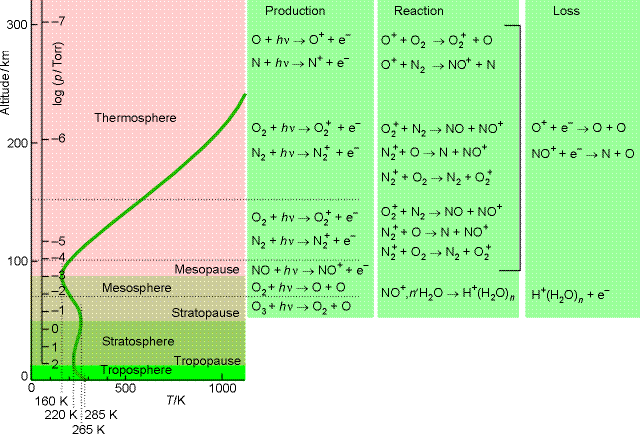 Production
Reaction
Loss
300
200
100
0
Altitude/km
log (p/Torr)
−7
−6
−5
−4
−3
−2
−1
0
1
2
Thermosphere
Mesopause
Mesosphere
Stratopause
Stratosphere
Tropopause
Troposphere
0
500
1000
T/K
160 K
220 K
285 K
265 K
O + hν → O⁺ + e⁻
N + hν → N⁺ + e⁻
O₂ + hν → O₂⁺ + e⁻
N₂ + hν → N₂⁺ + e⁻
O₂ + hν → O₂⁺ + e⁻
N₂ + hν → N₂⁺ + e⁻
NO + hν → NO⁺ + e⁻
O₂ + hν → O + O
O₃ + hν → O₂ + O
O⁺ + O₂ → O₂⁺ + O
O⁺ + N₂ → NO⁺ + N
O₂⁺ + N₂ → NO + NO⁺
N₂⁺ + O → N + NO⁺
N₂⁺ + O₂ → N₂ + O₂⁺
O₂⁺ + N₂ → NO + NO⁺
N₂⁺ + O → N + NO⁺
N₂⁺ + O₂ → N₂ + O₂⁺
NO⁺,n′H₂O → H⁺(H₂O)ₙ
O⁺ + e⁻ → O + O
NO⁺ + e⁻ → N + O
H⁺(H₂O)ₙ + e⁻